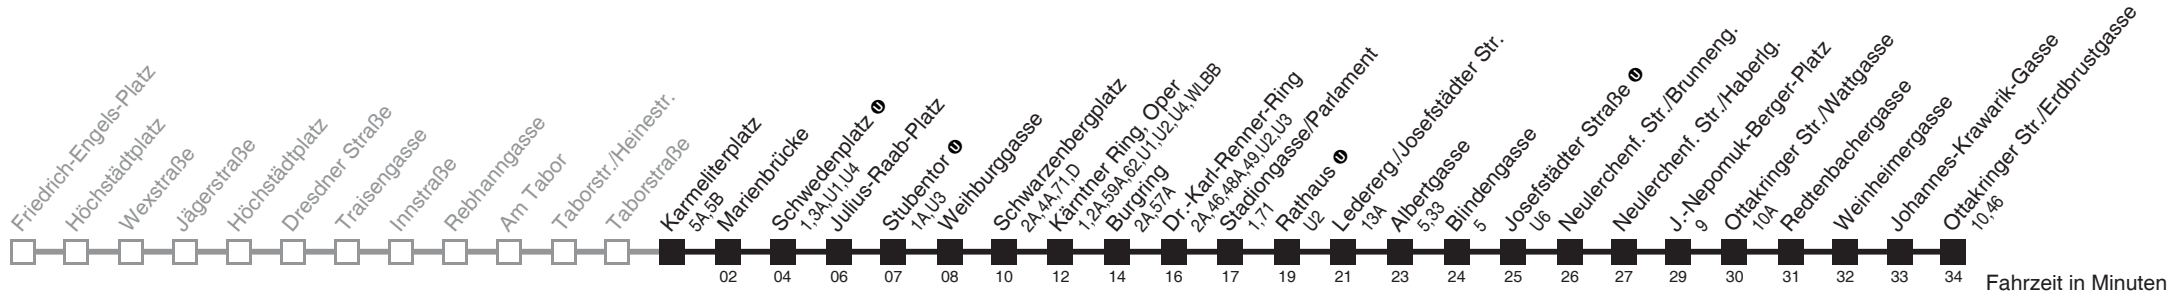 Friedrich-Engels-Platz
Höchstädtplatz
Wexstraße
Jägerstraße
Höchstädtplatz
Dresdner Straße
Traisengasse
Innstraße
Rebhanngasse
Am Tabor
Taborstr./Heinestr.
Taborstraße
Karmeliterplatz
5A,5B
Marienbrücke
Schwedenplatz U
1,3A,U1,U4
Julius-Raab-Platz
Stubentor U
1A,U3
Weihburggasse
Schwarzenbergplatz
2A,4A,71,D
Kärntner Ring, Oper
1,2A,59A,62,U1,U2,U4,WLBB
Burgring
2A,57A
Dr.-Karl-Renner-Ring
2A,46,48A,49,U2,U3
Stadiongasse/Parlament
1,71
Rathaus U
U2
Ledererg./Josefstädter Str.
13A
Albertgasse
5,33
Blindengasse
5
Josefstädter Straße U
U6
Neulerchenf. Str./Brunneng.
Neulerchenf. Str./Haberlg.
J.-Nepomuk-Berger-Platz
9
Ottakringer Str./Wattgasse
10A
Redtenbachergasse
Weinheimergasse
Johannes-Krawarik-Gasse
Ottakringer Str./Erdbrustgasse
10,46
02 04 06 07 08 10 12 14 16 17 19 21 23 24 25 26 27 29 30 31 32 33 34 Fahrzeit in Minuten